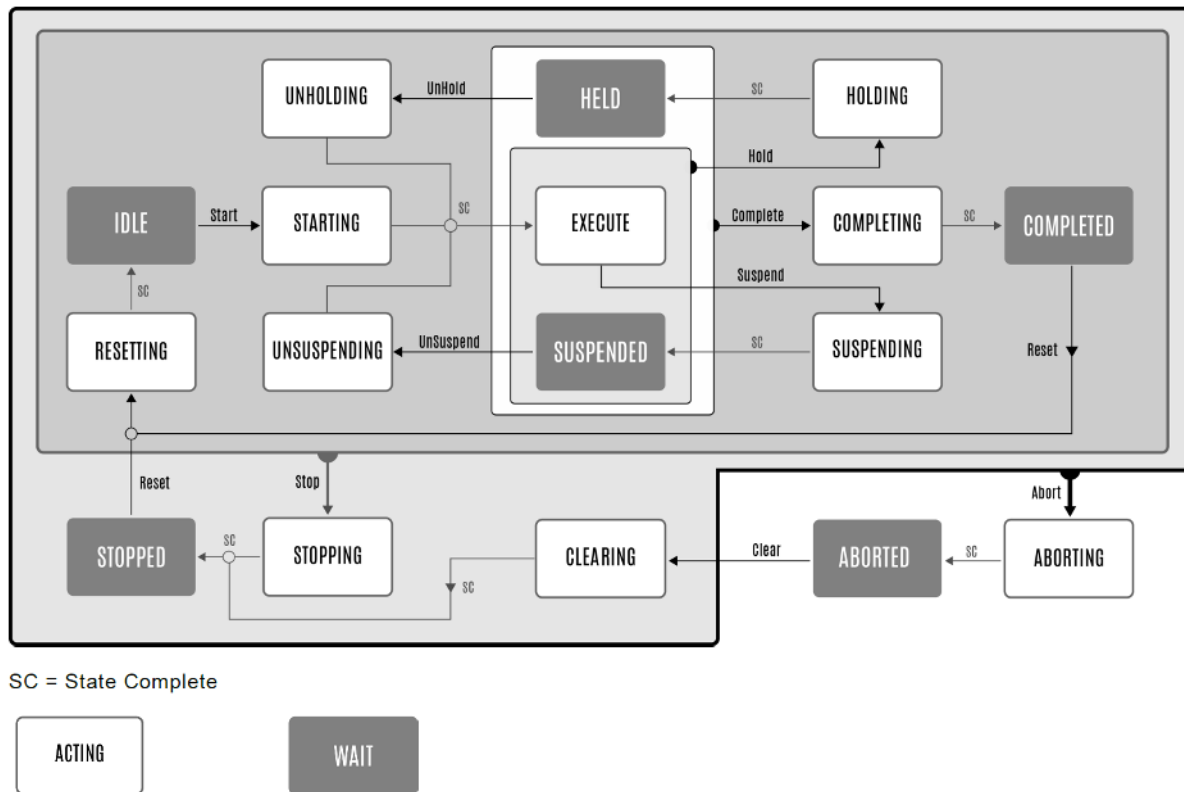 UNHOLDING
UnHold
HELD
SC
HOLDING
Hold
IDLE
Start
STARTING
SC
EXECUTE
Complete
COMPLETING
SC
COMPLETED
Suspend
SC
RESETTING
UNSUSPENDING
UnSuspend
SUSPENDED
SC
SUSPENDING
Reset
Reset
Stop
Abort
STOPPED
SC
STOPPING
SC
CLEARING
Clear
ABORTED
SC
ABORTING
SC = State Complete
ACTING
WAIT